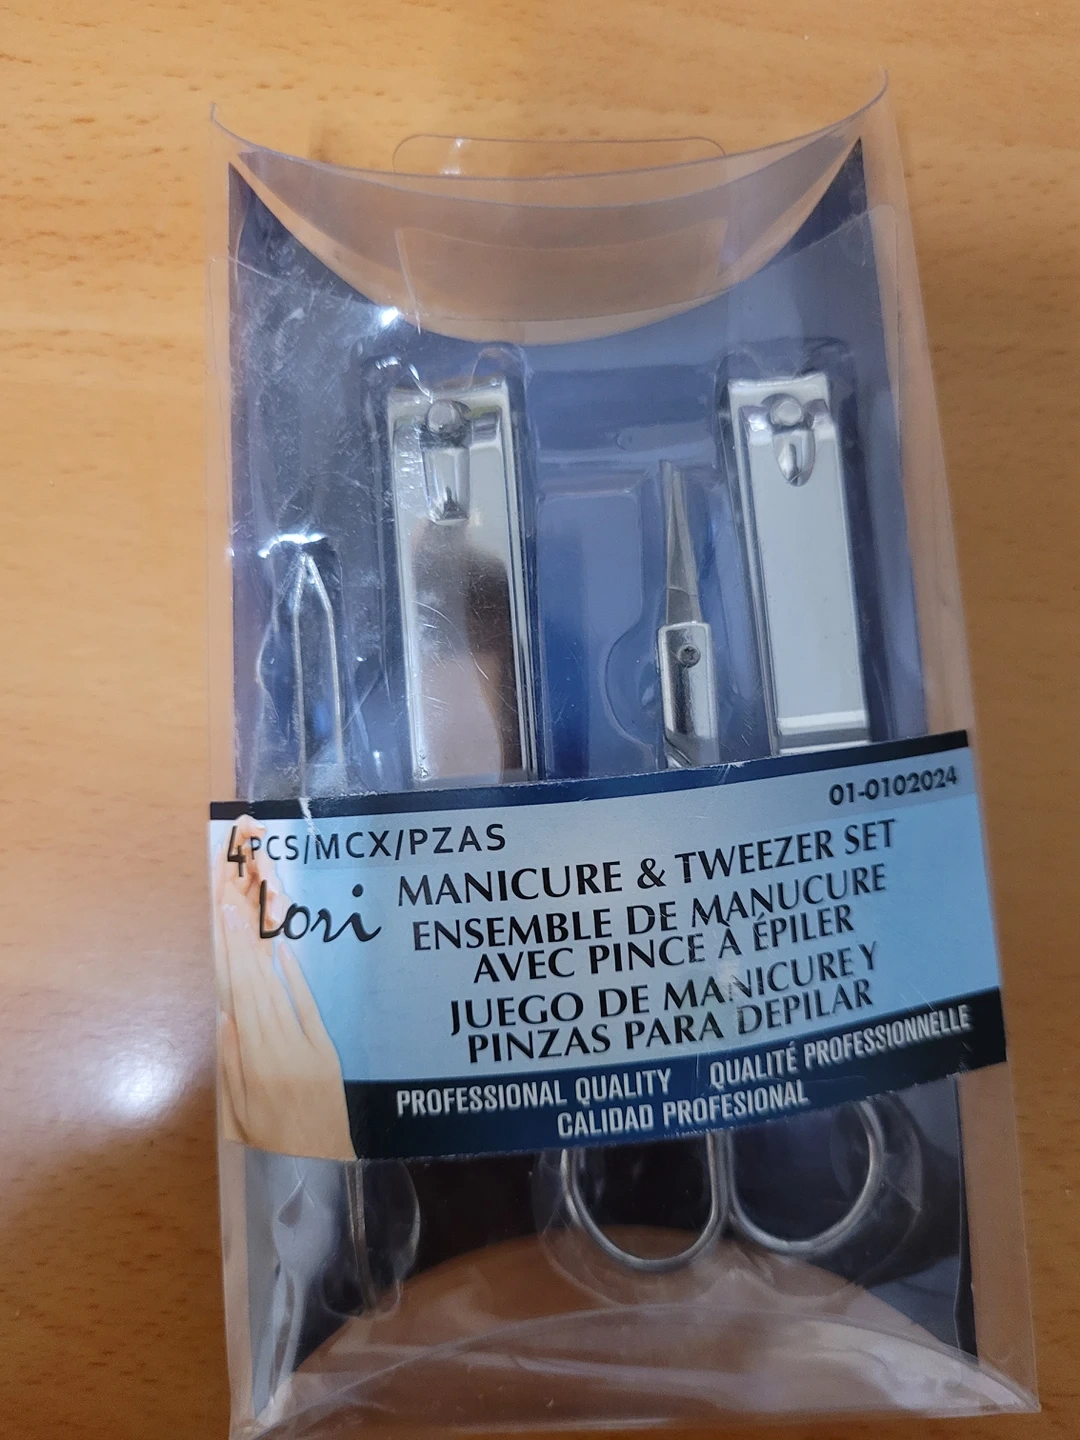 01-0102024
4PCS/MCX/PZAS
Lori
MANICURE & TWEEZER SET
ENSEMBLE DE MANUCURE
AVEC PINCE À ÉPILER
JUEGO DE MANICURE Y
PINZAS PARA DEPILAR
PROFESSIONAL QUALITY QUALITÉ PROFESSIONNELLE
CALIDAD PROFESIONAL